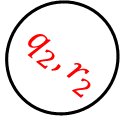 q₂, r₂